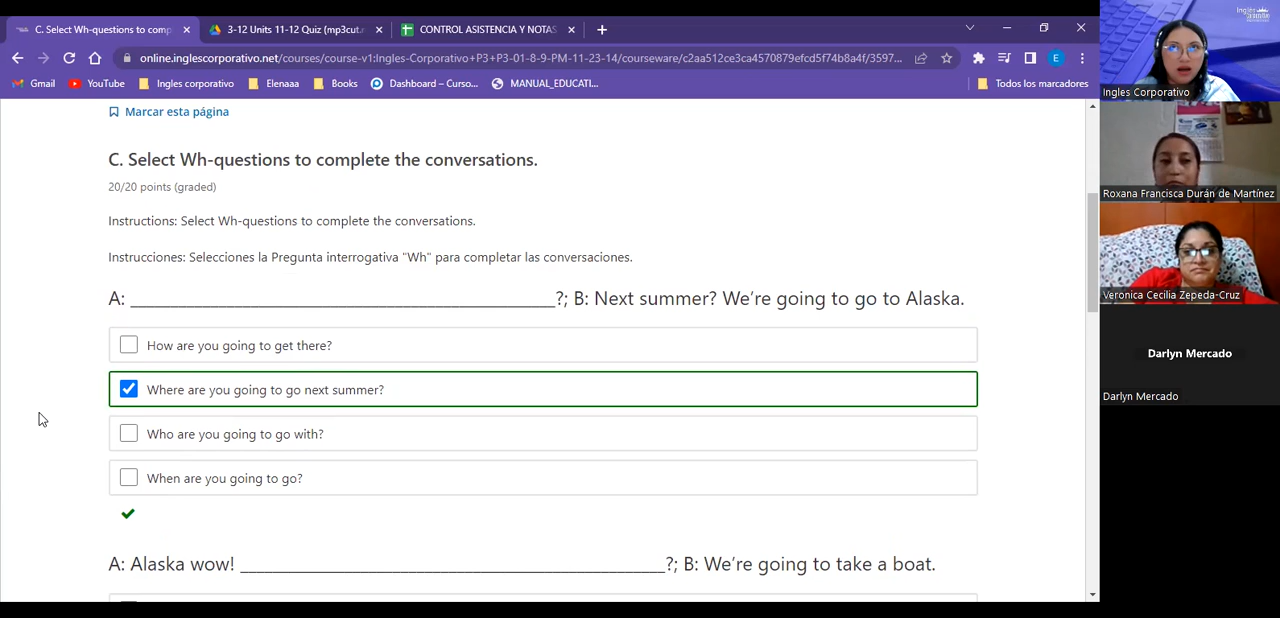 C. Select Wh-questions to comp
3-12 Units 11-12 Quiz (mp3cut.
CONTROL ASISTENCIA Y NOTAS
online.inglescorporativo.net/courses/course-v1:Ingles-Corporativo+P3+P3-01-8-9-PM-11-23-14/courseware/c2aa512ce3ca4570879efcd5f74b8a4f/3597...
E
Gmail
YouTube
Ingles corporativo
Elenaaa
Books
Dashboard – Curso...
MANUAL_EDUCATI...
Todos los marcadores
Marcar esta página
C. Select Wh-questions to complete the conversations.
20/20 points (graded)
Instructions: Select Wh-questions to complete the conversations.
Instrucciones: Selecciones la Pregunta interrogativa "Wh" para completar las conversaciones.
A: ________________________________________?; B: Next summer? We’re going to go to Alaska.
How are you going to get there?
Where are you going to go next summer?
Who are you going to go with?
When are you going to go?
A: Alaska wow! ________________________________________?; B: We’re going to take a boat.
Ingles Corporativo
Roxana Francisca Durán de Martínez
Veronica Cecilia Zepeda-Cruz
Darlyn Mercado
Darlyn Mercado